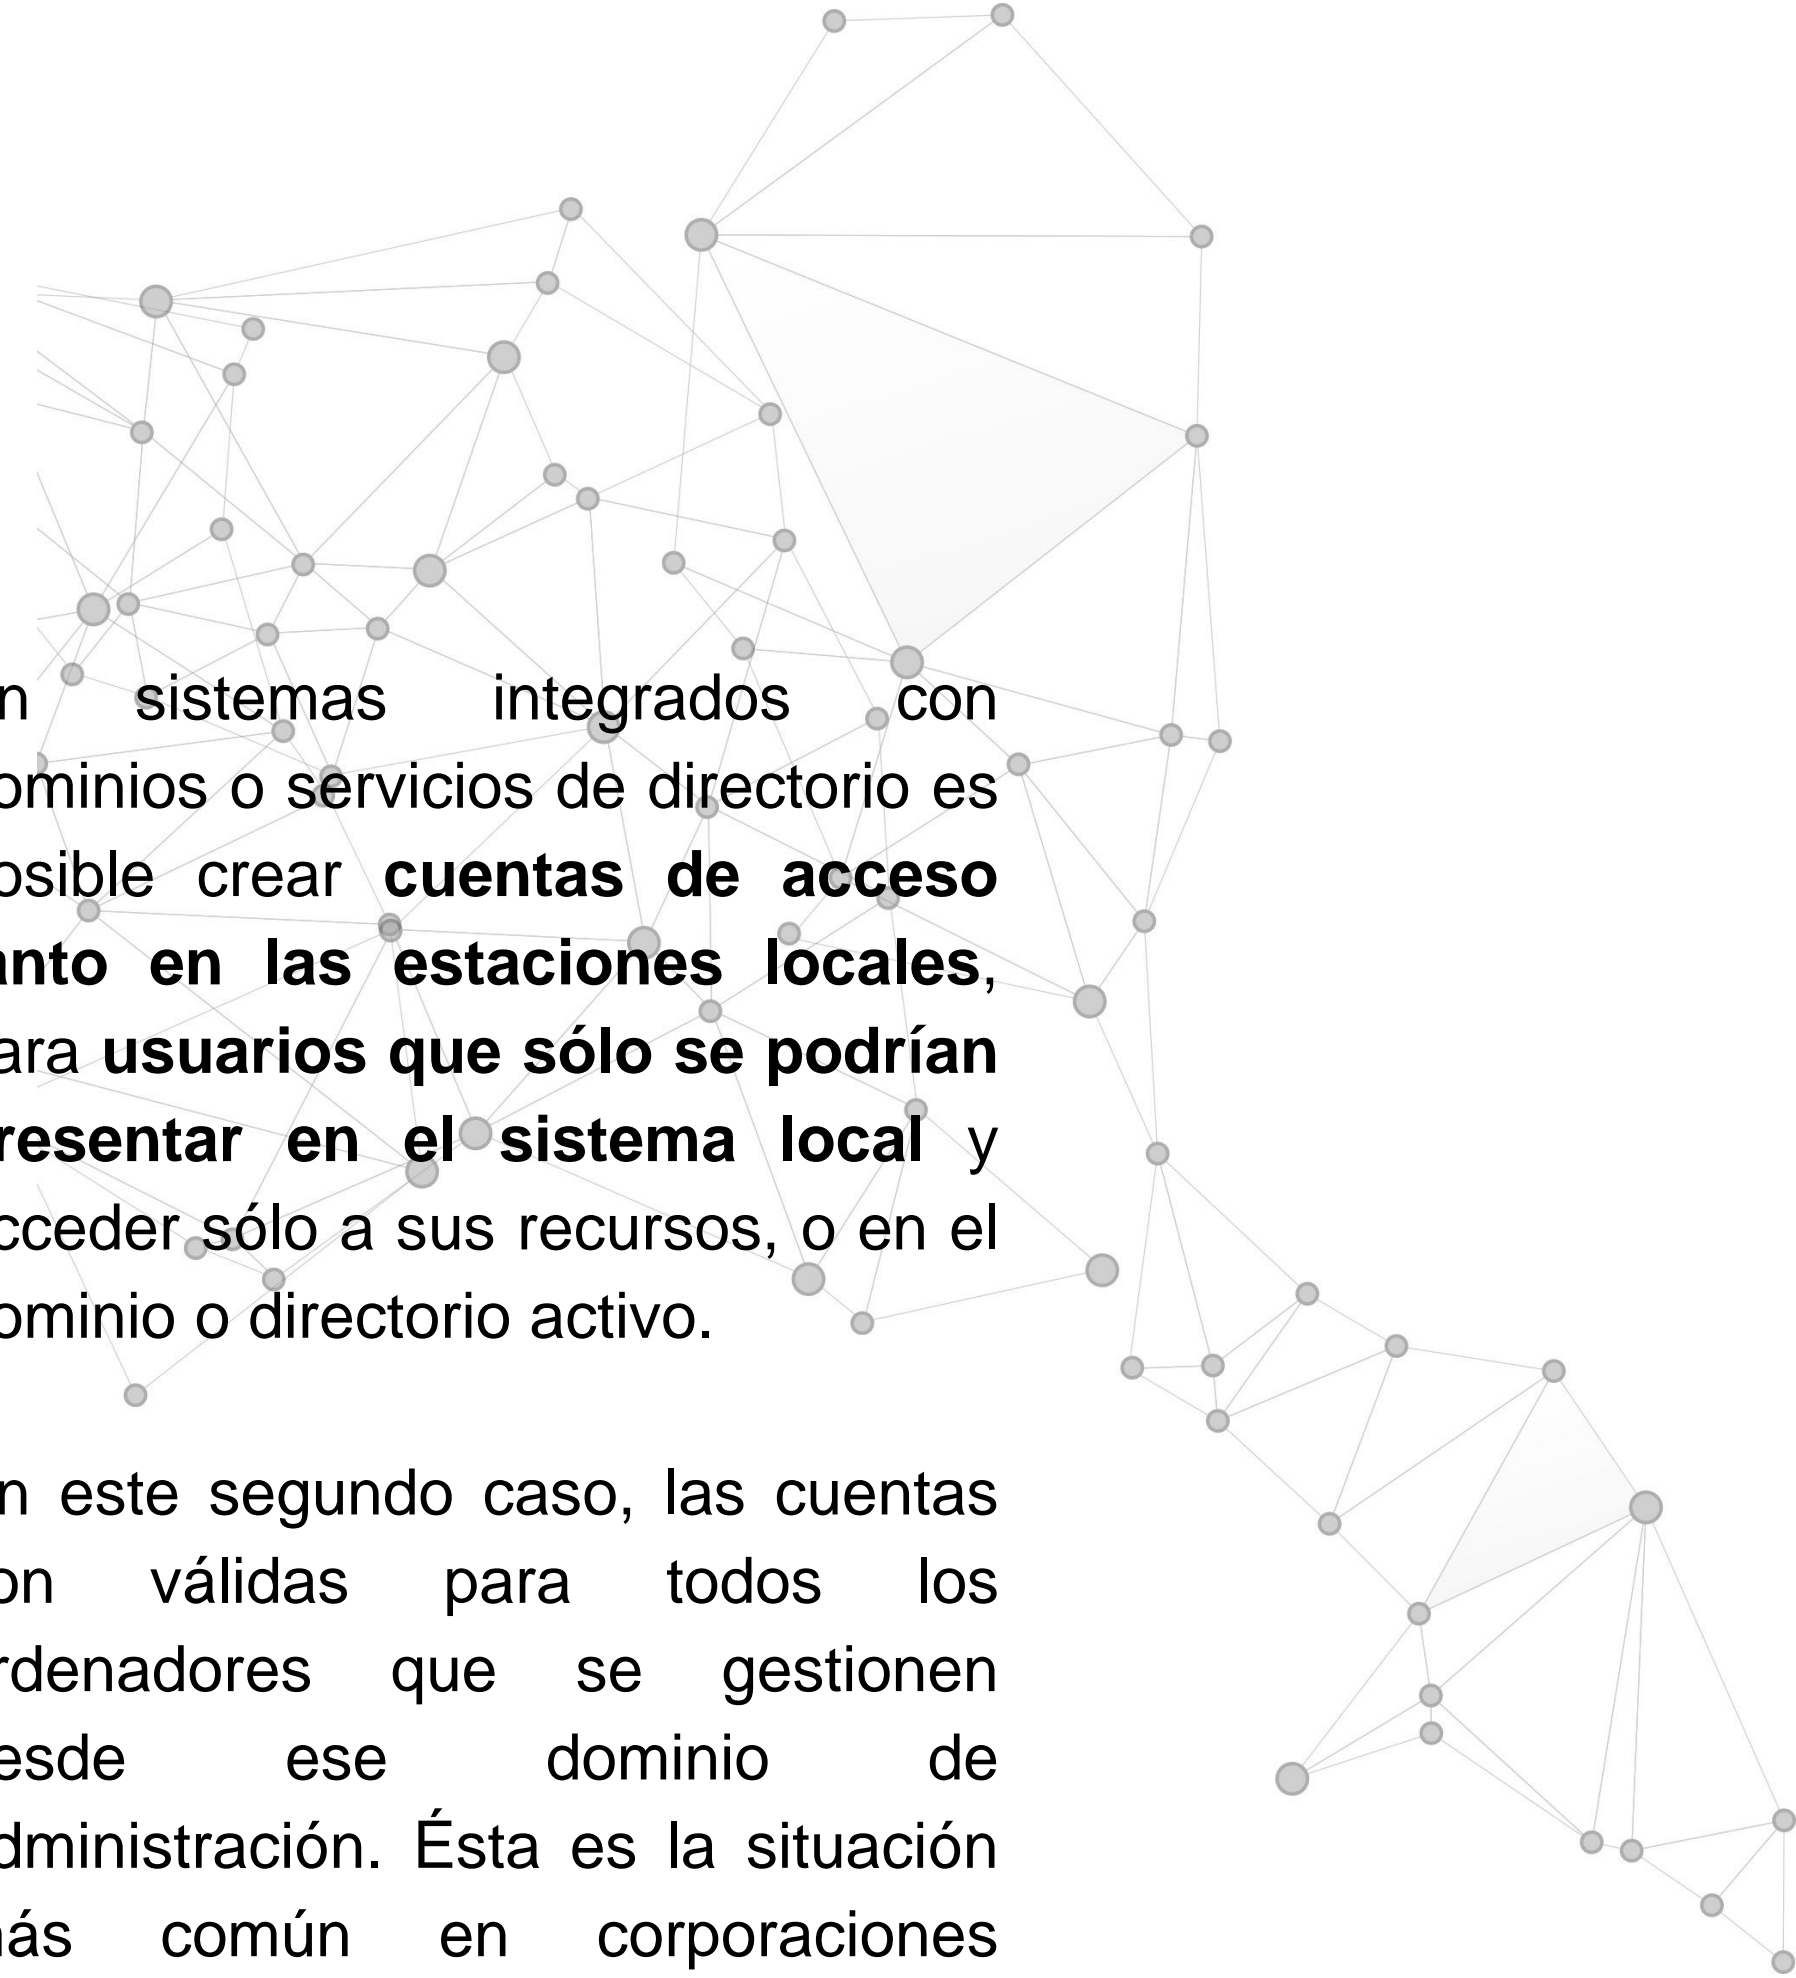 n sistemas integrados con
ominios o servicios de directorio es
osible crear cuentas de acceso
anto en las estaciones locales,
ara usuarios que sólo se podrían
resentar en el sistema local y
cceder sólo a sus recursos, o en el
ominio o directorio activo.
n este segundo caso, las cuentas
on válidas para todos los
rdenadores que se gestionen
esde ese dominio de
dministración. Ésta es la situación
ás común en corporaciones